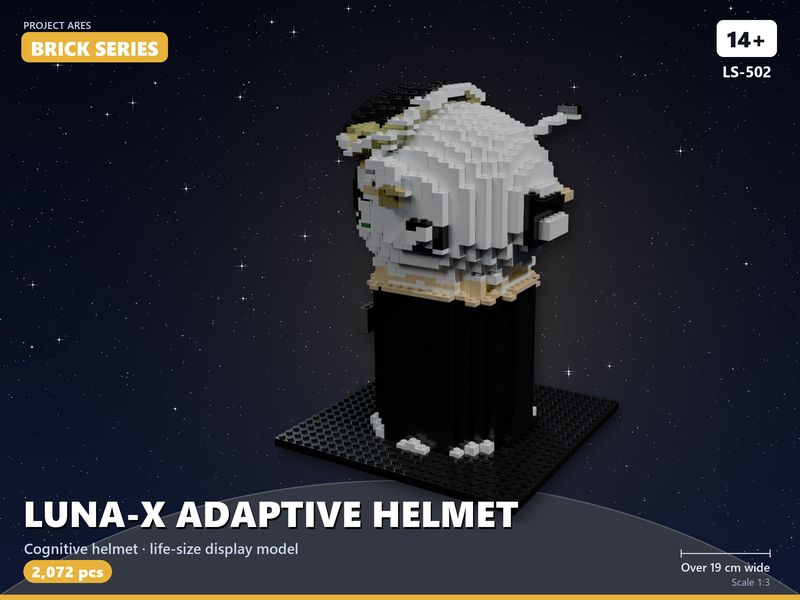 PROJECT ARES
BRICK SERIES
14+
LS-502
LUNA-X ADAPTIVE HELMET
Cognitive helmet · life-size display model
2,072 pcs
Over 19 cm wide
Scale 1:3